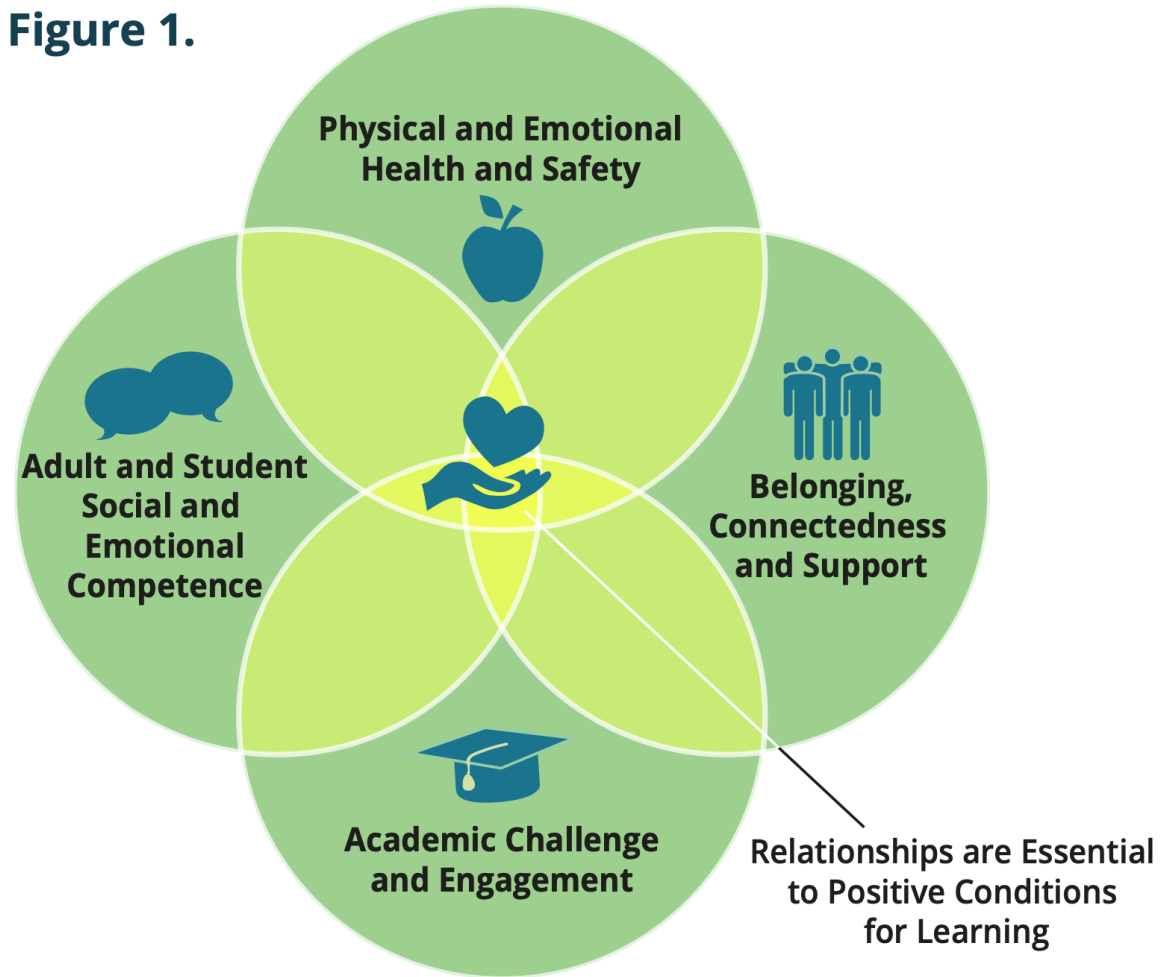 Figure 1.
Physical and Emotional
Health and Safety
Adult and Student
Social and
Emotional
Competence
Belonging,
Connectedness
and Support
Academic Challenge
and Engagement
Relationships are Essential
to Positive Conditions
for Learning